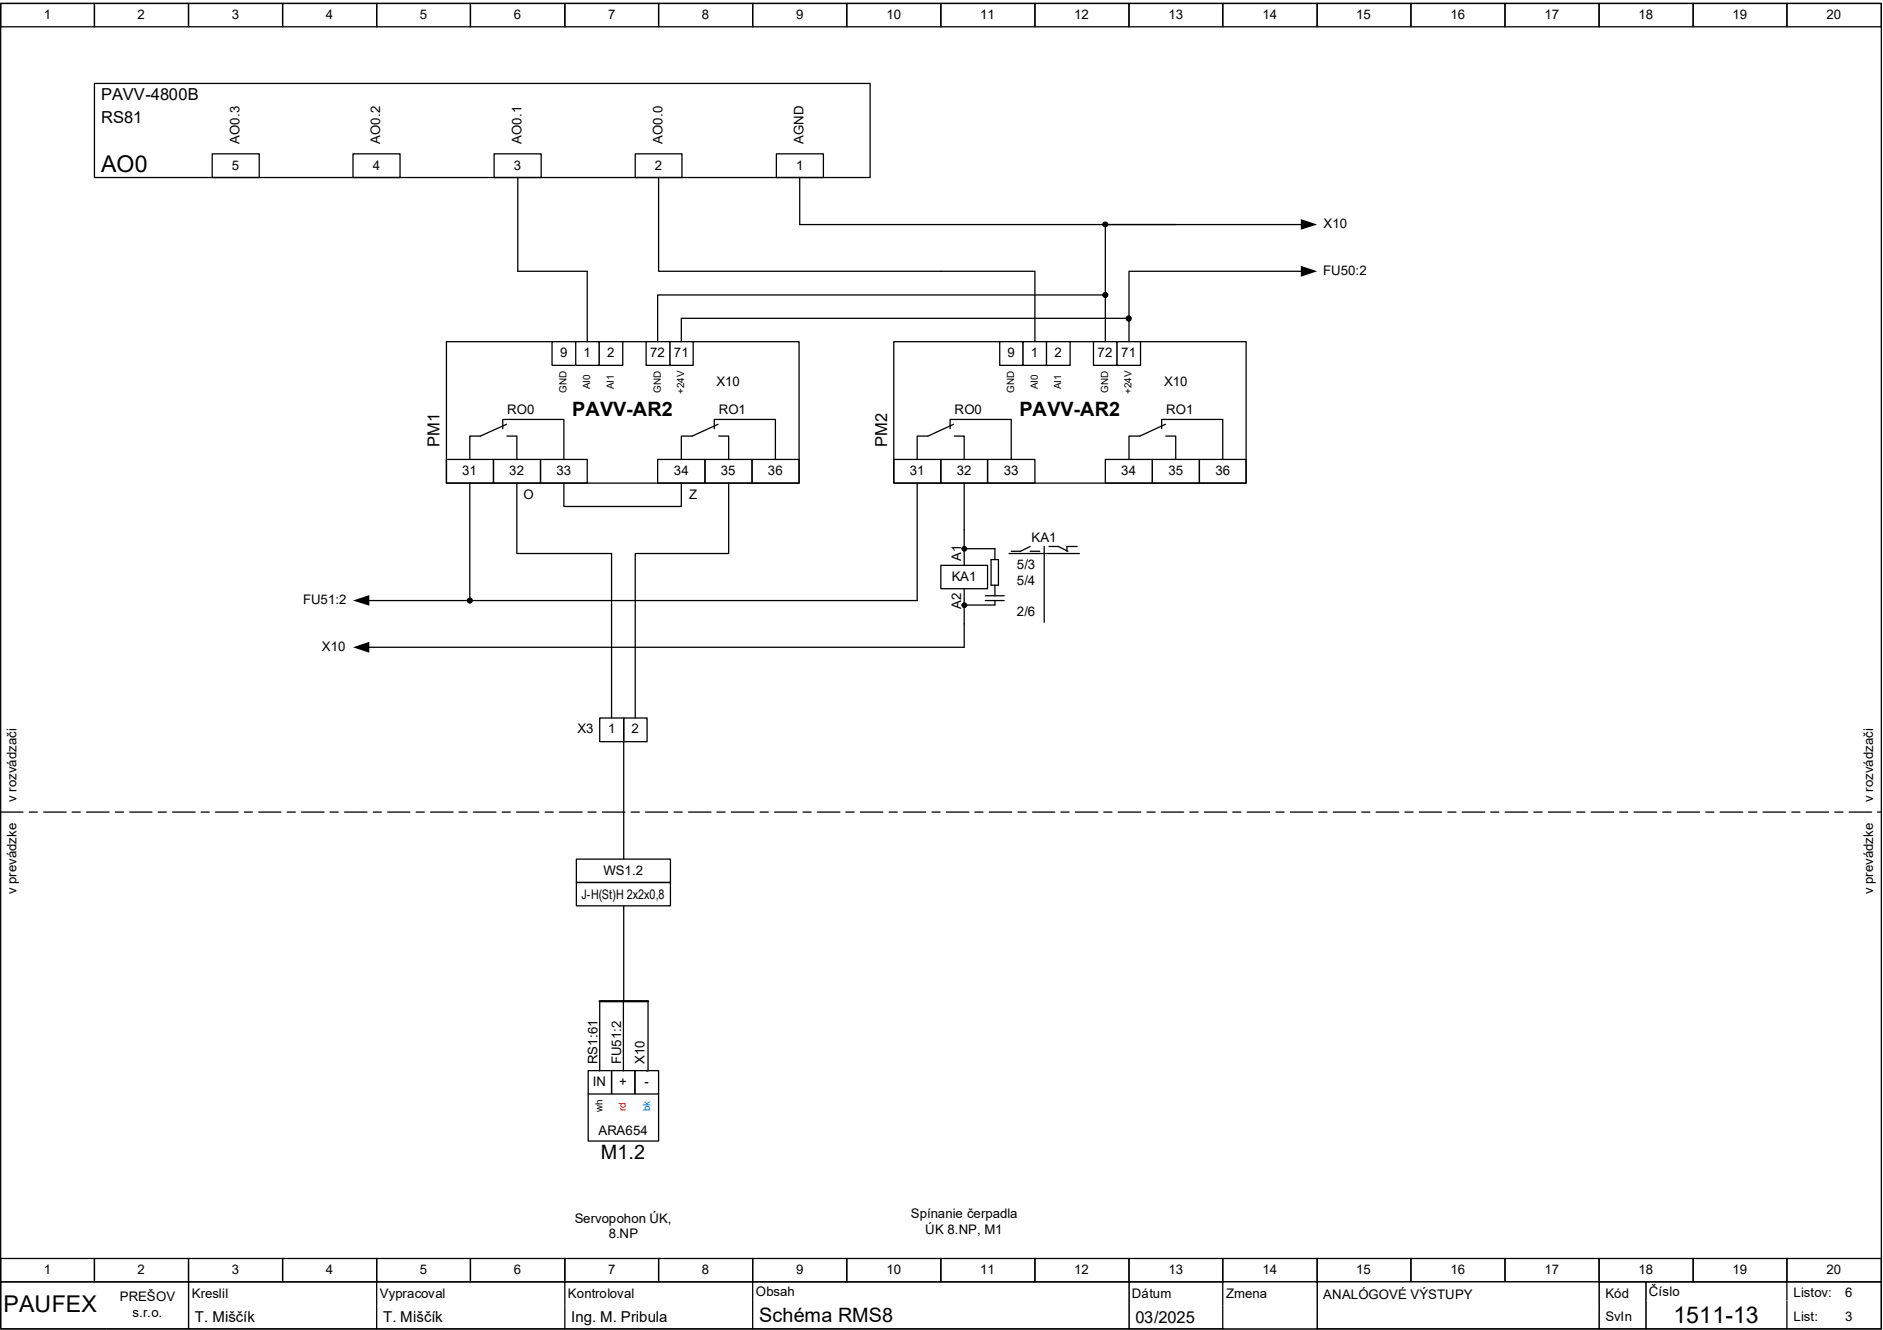 1 2 3 4 5 6 7 8 9 10 11 12 13 14 15 16 17 18 19 20
PAVV-4800B
RS81
AO0
AO0.3 AO0.2 AO0.1 AO0.0 AGND
5 4 3 2 1
X10
FU50:2
9 1 2 72 71
GND AI0 AI1 GND +24V
X10
PAVV-AR2
PM1
RO0 RO1
31 32 33 34 35 36
O Z
9 1 2 72 71
GND AI0 AI1 GND +24V
X10
PAVV-AR2
PM2
RO0 RO1
31 32 33 34 35 36
A1
KA1
A2
KA1
5/3
5/4
2/6
FU51:2
X10
X3 1 2
v rozvádzači
v rozvádzači
v prevádzke
v prevádzke
WS1.2
J-H(St)H 2x2x0,8
RS1:61 FU51:2 X10
IN + -
wh rd bk
ARA654
M1.2
Servopohon ÚK,
8.NP
Spínanie čerpadla
ÚK 8.NP, M1
1 2 3 4 5 6 7 8 9 10 11 12 13 14 15 16 17 18 19 20
PAUFEX
PREŠOV
s.r.o.
Kreslil
T. Miščík
Vypracoval
T. Miščík
Kontroloval
Ing. M. Pribula
Obsah
Schéma RMS8
Dátum
03/2025
Zmena
ANALÓGOVÉ VÝSTUPY
Kód
SvIn
Číslo
1511-13
Listov: 6
List: 3